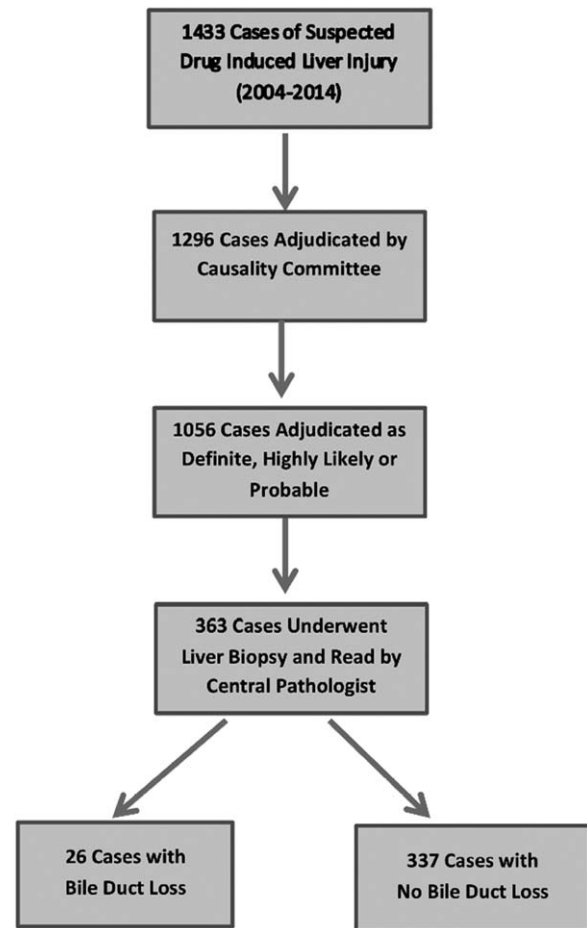 1433 Cases of Suspected
Drug Induced Liver Injury
(2004-2014)
1296 Cases Adjudicated by
Causality Committee
1056 Cases Adjudicated as
Definite, Highly Likely or
Probable
363 Cases Underwent
Liver Biopsy and Read by
Central Pathologist
26 Cases with
Bile Duct Loss
337 Cases with
No Bile Duct Loss